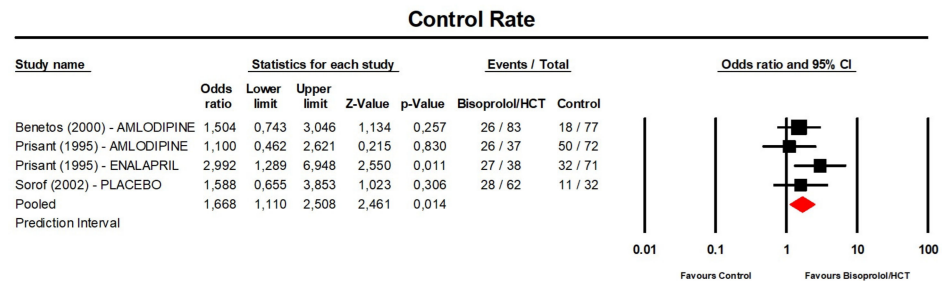 Control Rate
Study name Statistics for each study Events / Total Odds ratio and 95% CI
Odds ratio Lower limit Upper limit Z-Value p-Value Bisoprolol/HCT Control
Benetos (2000) - AMLODIPINE 1,504 0,743 3,046 1,134 0,257 26 / 83 18 / 77
Prisant (1995) - AMLODIPINE 1,100 0,462 2,621 0,215 0,830 26 / 37 50 / 72
Prisant (1995) - ENALAPRIL 2,992 1,289 6,948 2,550 0,011 27 / 38 32 / 71
Sorof (2002) - PLACEBO 1,588 0,655 3,853 1,023 0,306 28 / 62 11 / 32
Pooled 1,668 1,110 2,508 2,461 0,014
Prediction Interval
0.01 0.1 1 10 100
Favours Control Favours Bisoprolol/HCT